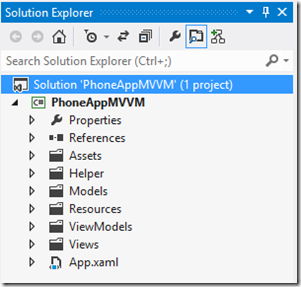 Solution Explorer
Search Solution Explorer (Ctrl+;)
Solution 'PhoneAppMVVM' (1 project)
C# PhoneAppMVVM
Properties
References
Assets
Helper
Models
Resources
ViewModels
Views
App.xaml